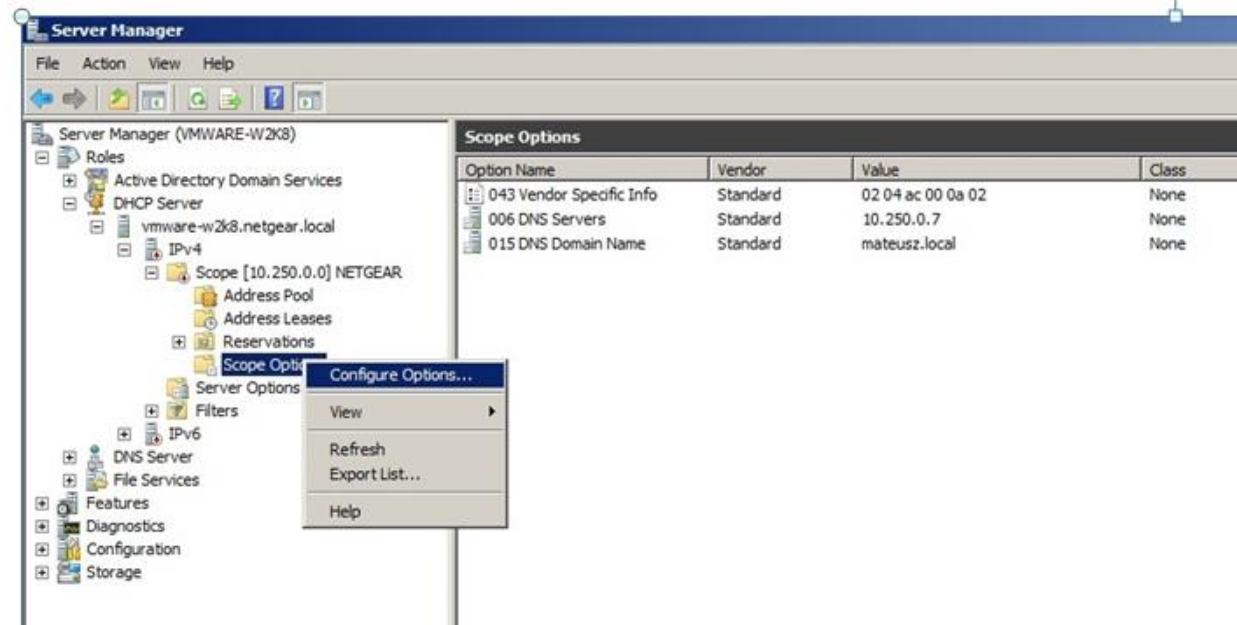 Server Manager
File Action View Help
Server Manager (VMWARE-W2K8)
Roles
Active Directory Domain Services
DHCP Server
vmware-w2k8.netgear.local
IPv4
Scope [10.250.0.0] NETGEAR
Address Pool
Address Leases
Reservations
Scope Opti
Server Options
Filters
IPv6
DNS Server
File Services
Features
Diagnostics
Configuration
Storage
Configure Options...
View
Refresh
Export List...
Help
Scope Options
Option Name Vendor Value Class
043 Vendor Specific Info Standard 02 04 ac 00 0a 02 None
006 DNS Servers Standard 10.250.0.7 None
015 DNS Domain Name Standard mateusz.local None